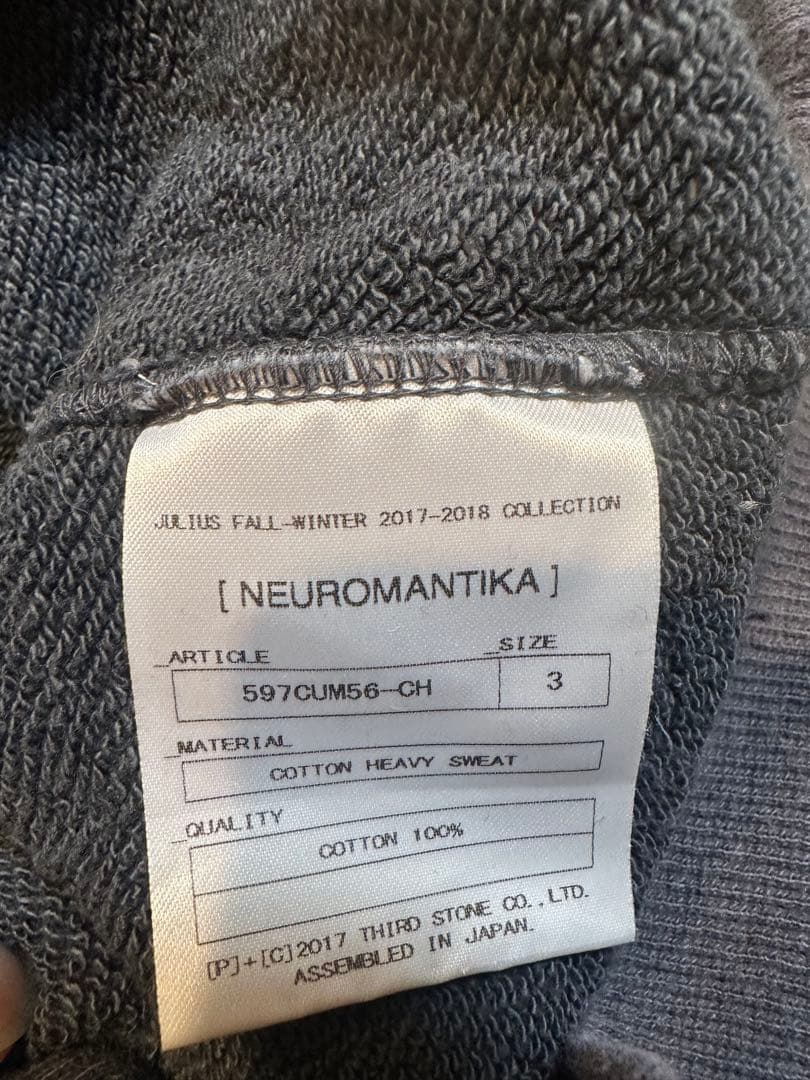 JULIUS FALL-WINTER 2017-2018 COLLECTION
[ NEUROMANTIKA ]
_ARTICLE _SIZE
597CUM56-CH 3
_MATERIAL
COTTON HEAVY SWEAT
_QUALITY
COTTON 100%
[P]+[C]2017 THIRD STONE CO.,LTD.
ASSEMBLED IN JAPAN.